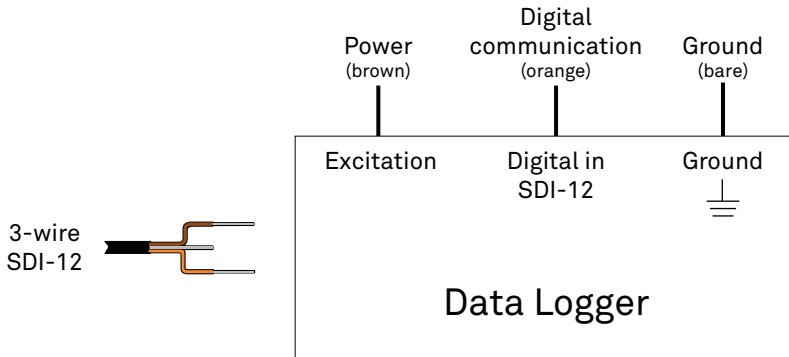 Digital
Power communication Ground
(brown) (orange) (bare)
Excitation Digital in Ground
SDI-12
3-wire
SDI-12
Data Logger